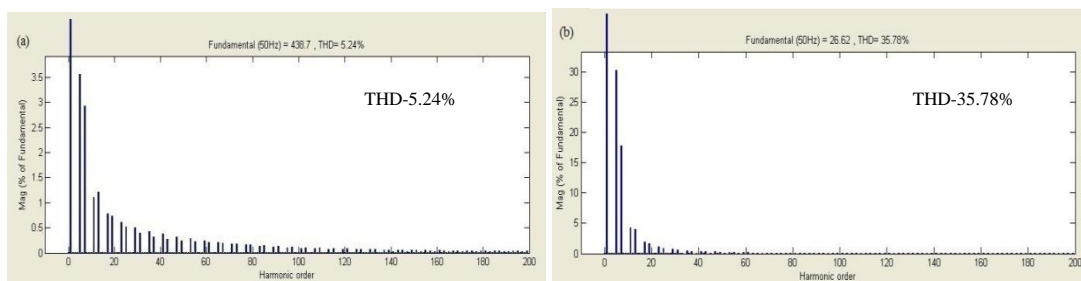 (a)
Fundamental (50Hz) = 438.7 , THD= 5.24%
THD-5.24%
Mag (% of Fundamental)
3.5
3
2.5
2
1.5
1
0.5
0
0 20 40 60 80 100 120 140 160 180 200
Harmonic order
(b)
Fundamental (50Hz) = 26.62 , THD= 35.78%
THD-35.78%
Mag (% of Fundamental)
30
25
20
15
10
5
0
0 20 40 60 80 100 120 140 160 180 200
Harmonic order